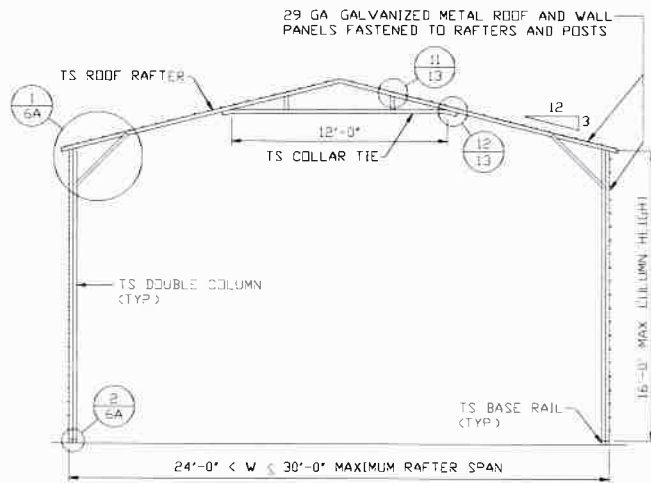 29 GA GALVANIZED METAL ROOF AND WALL
PANELS FASTENED TO RAFTERS AND POSTS
TS ROOF RAFTER
11
13
1
6A
12
3
12'-0"
TS COLLAR TIE
12
13
TS DOUBLE COLUMN
(TYP)
16'-0" MAX COLUMN HEIGHT
2
6A
TS BASE RAIL
(TYP)
24'-0" < W ≤ 30'-0" MAXIMUM RAFTER SPAN